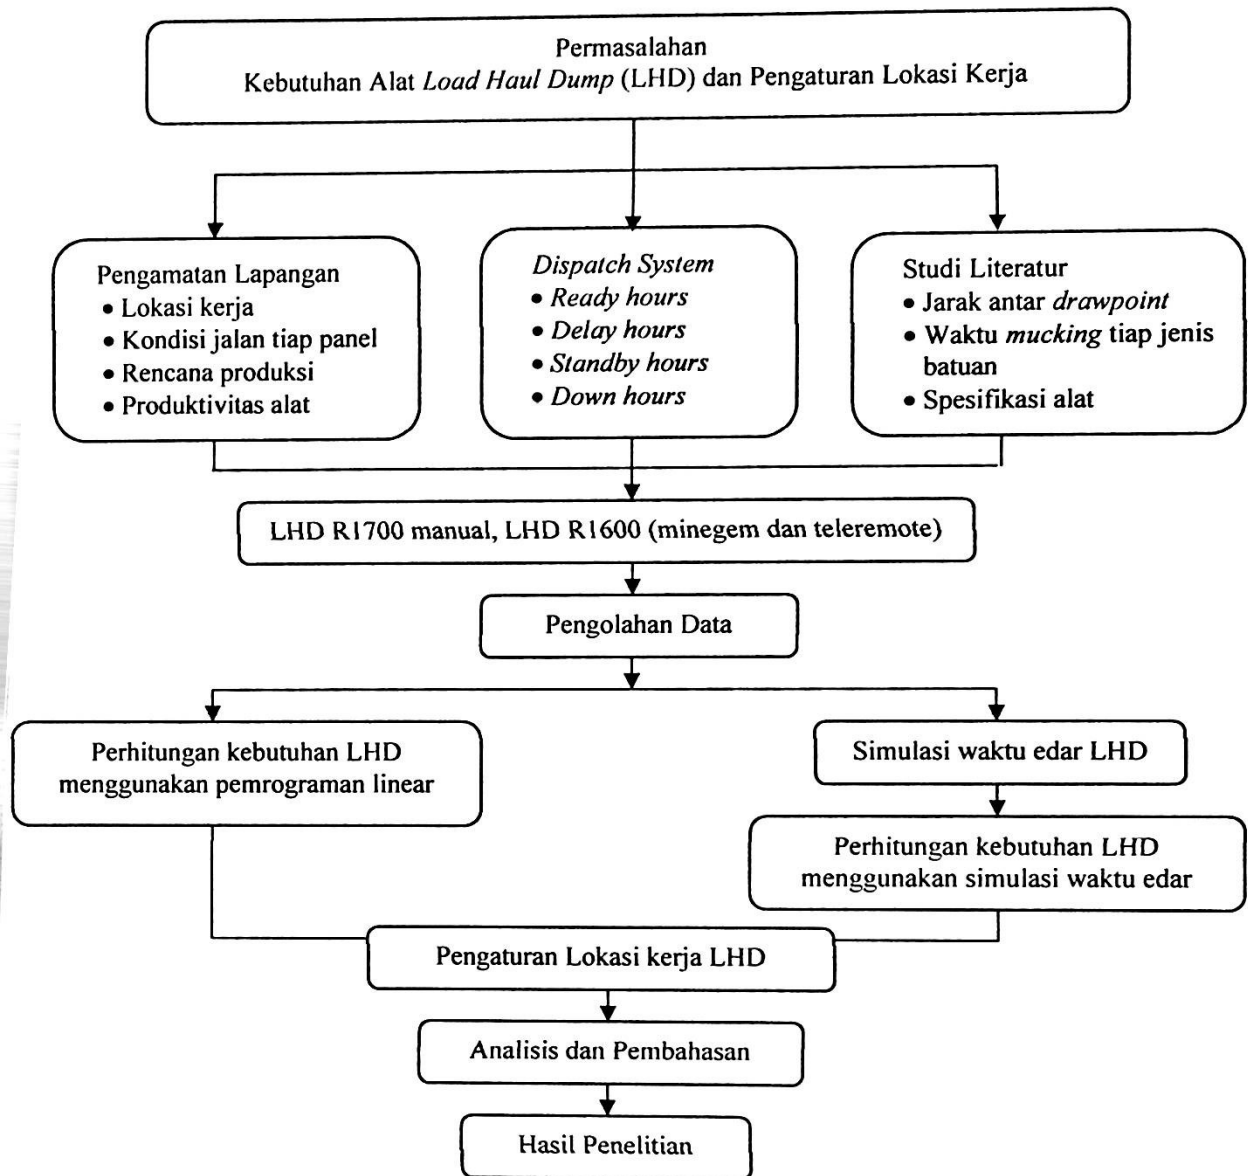 Permasalahan
Kebutuhan Alat Load Haul Dump (LHD) dan Pengaturan Lokasi Kerja
Pengamatan Lapangan
• Lokasi kerja
• Kondisi jalan tiap panel
• Rencana produksi
• Produktivitas alat
Dispatch System
• Ready hours
• Delay hours
• Standby hours
• Down hours
Studi Literatur
• Jarak antar drawpoint
• Waktu mucking tiap jenis
batuan
• Spesifikasi alat
LHD R1700 manual, LHD R1600 (minegem dan teleremote)
Pengolahan Data
Perhitungan kebutuhan LHD
menggunakan pemrograman linear
Simulasi waktu edar LHD
Perhitungan kebutuhan LHD
menggunakan simulasi waktu edar
Pengaturan Lokasi kerja LHD
Analisis dan Pembahasan
Hasil Penelitian